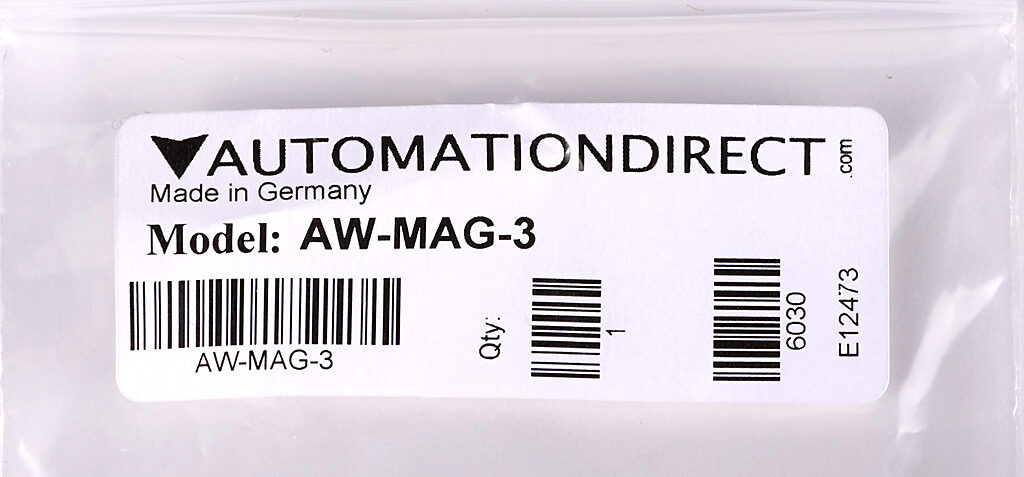 AUTOMATIONDIRECT.com
Made in Germany
Model: AW-MAG-3
AW-MAG-3
Qty:
1
6030
E12473